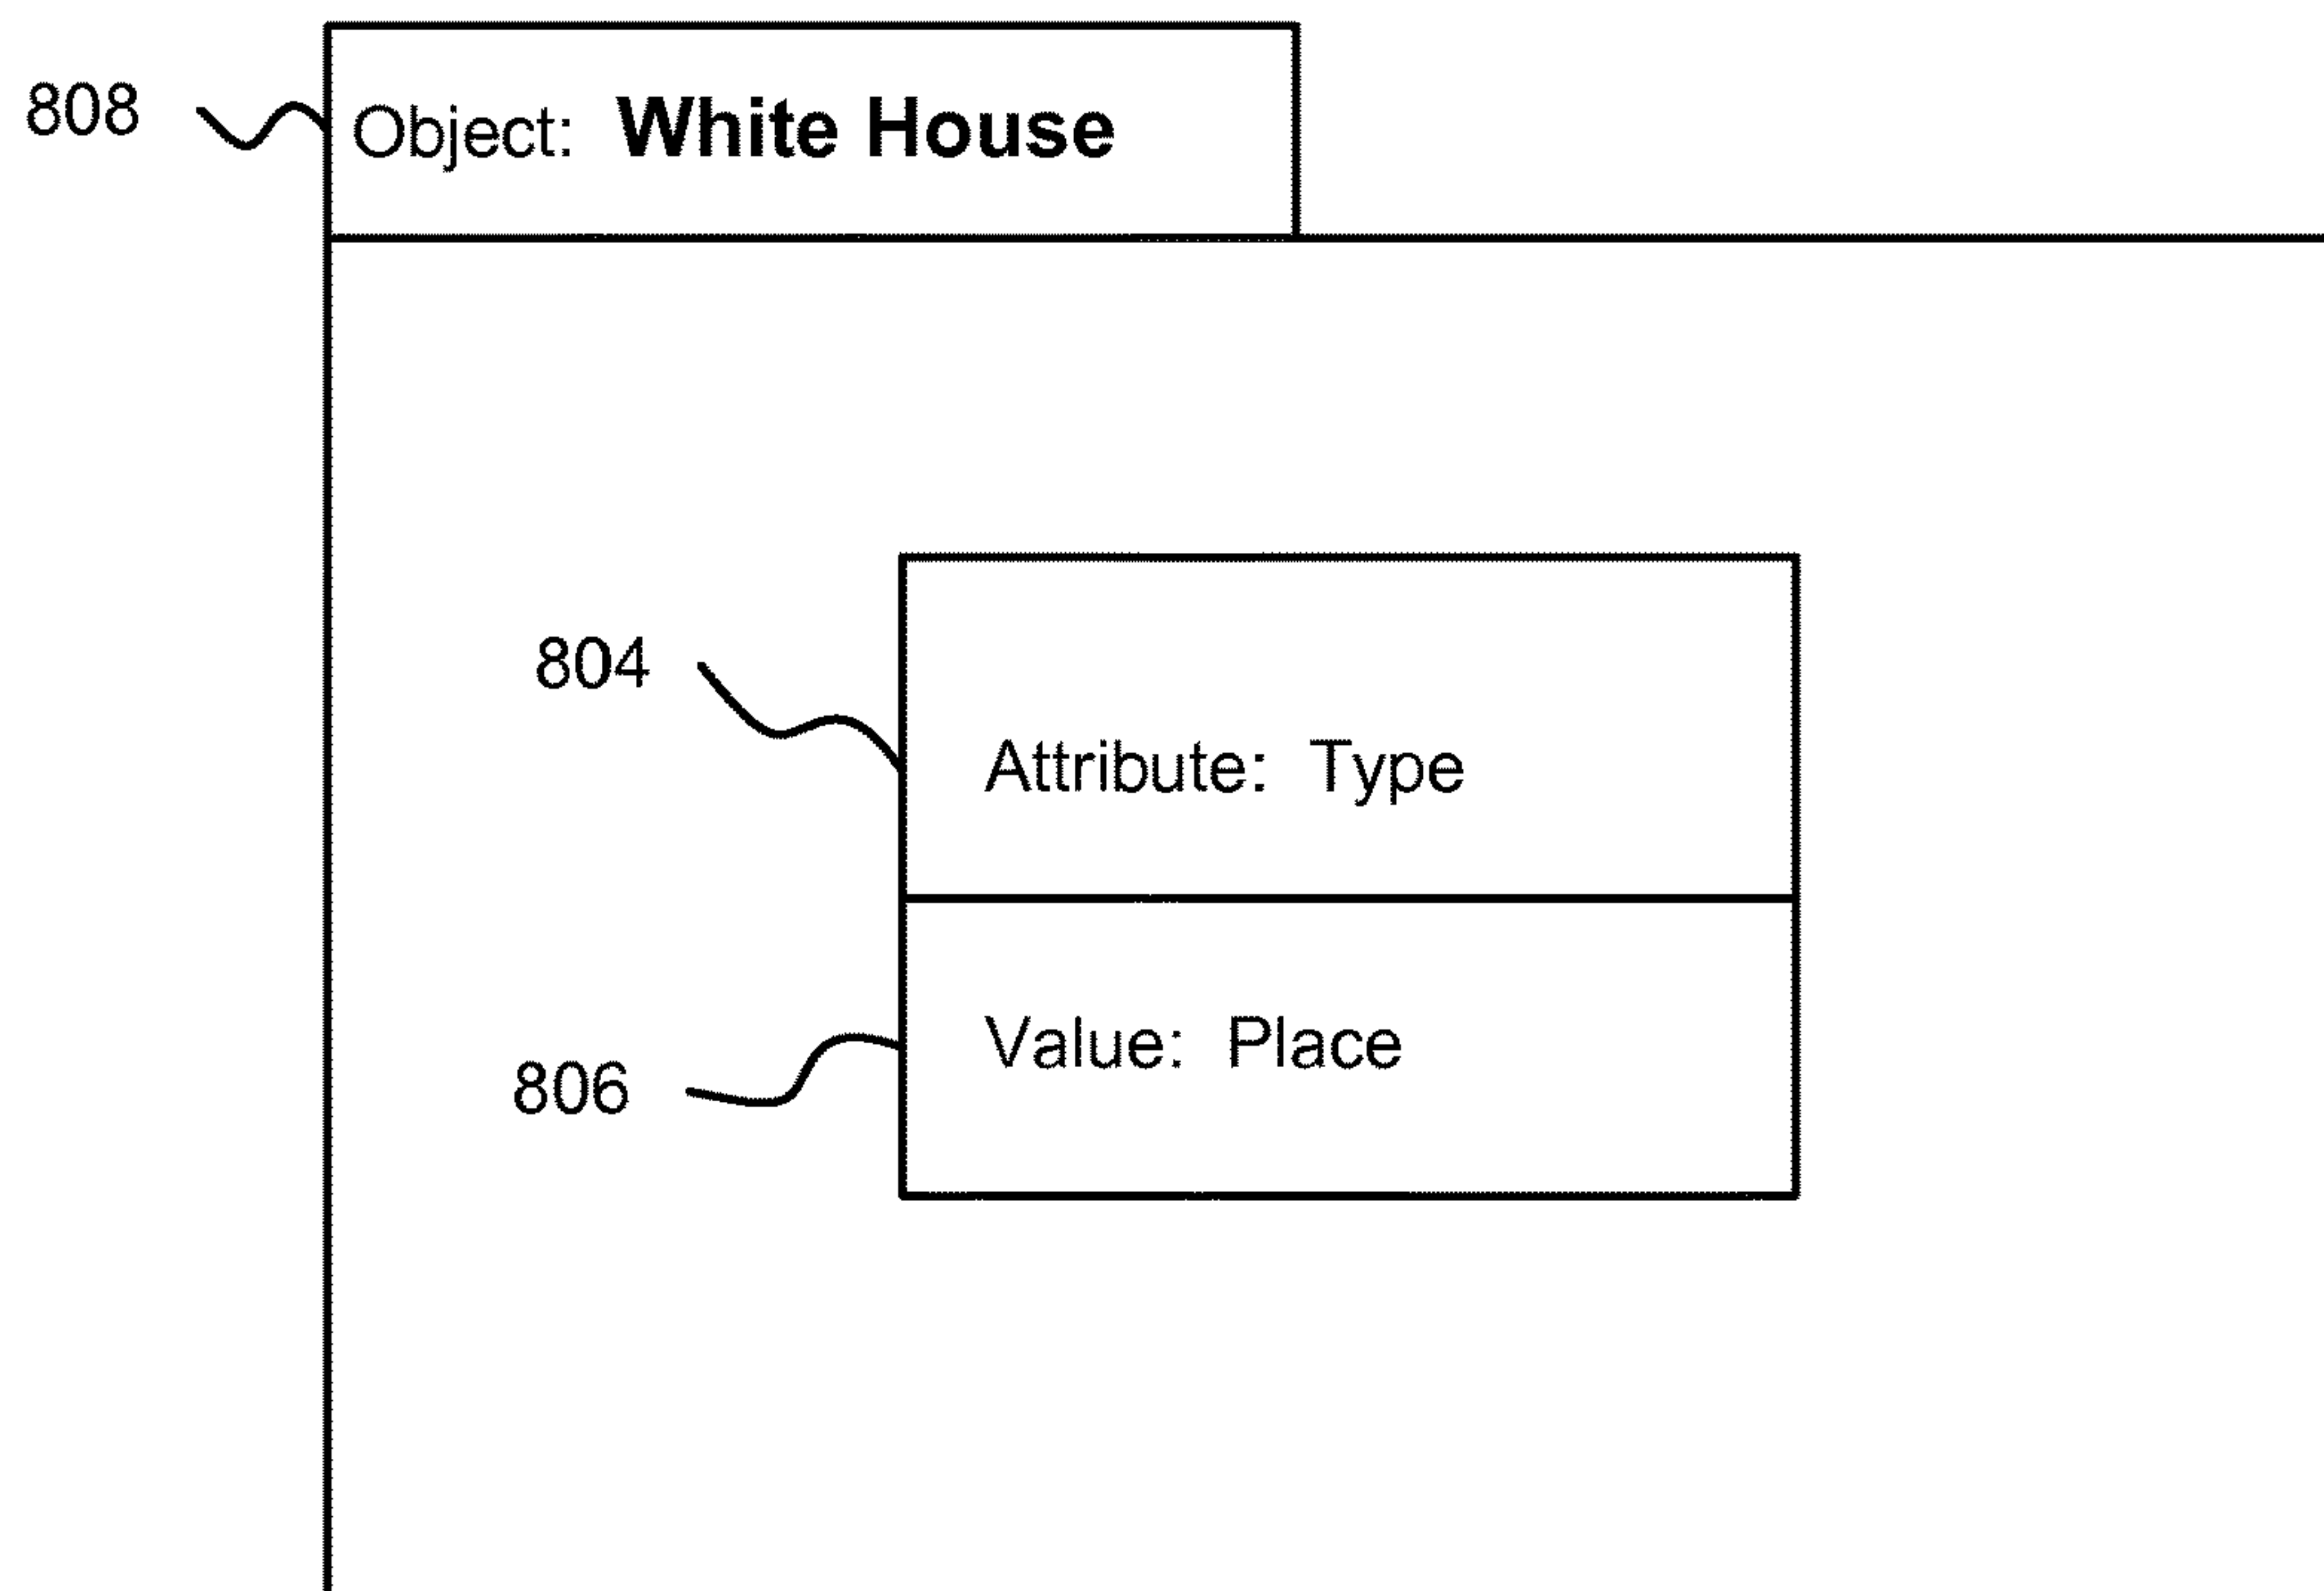 808
Object: White House
804
Attribute: Type
Value: Place
806